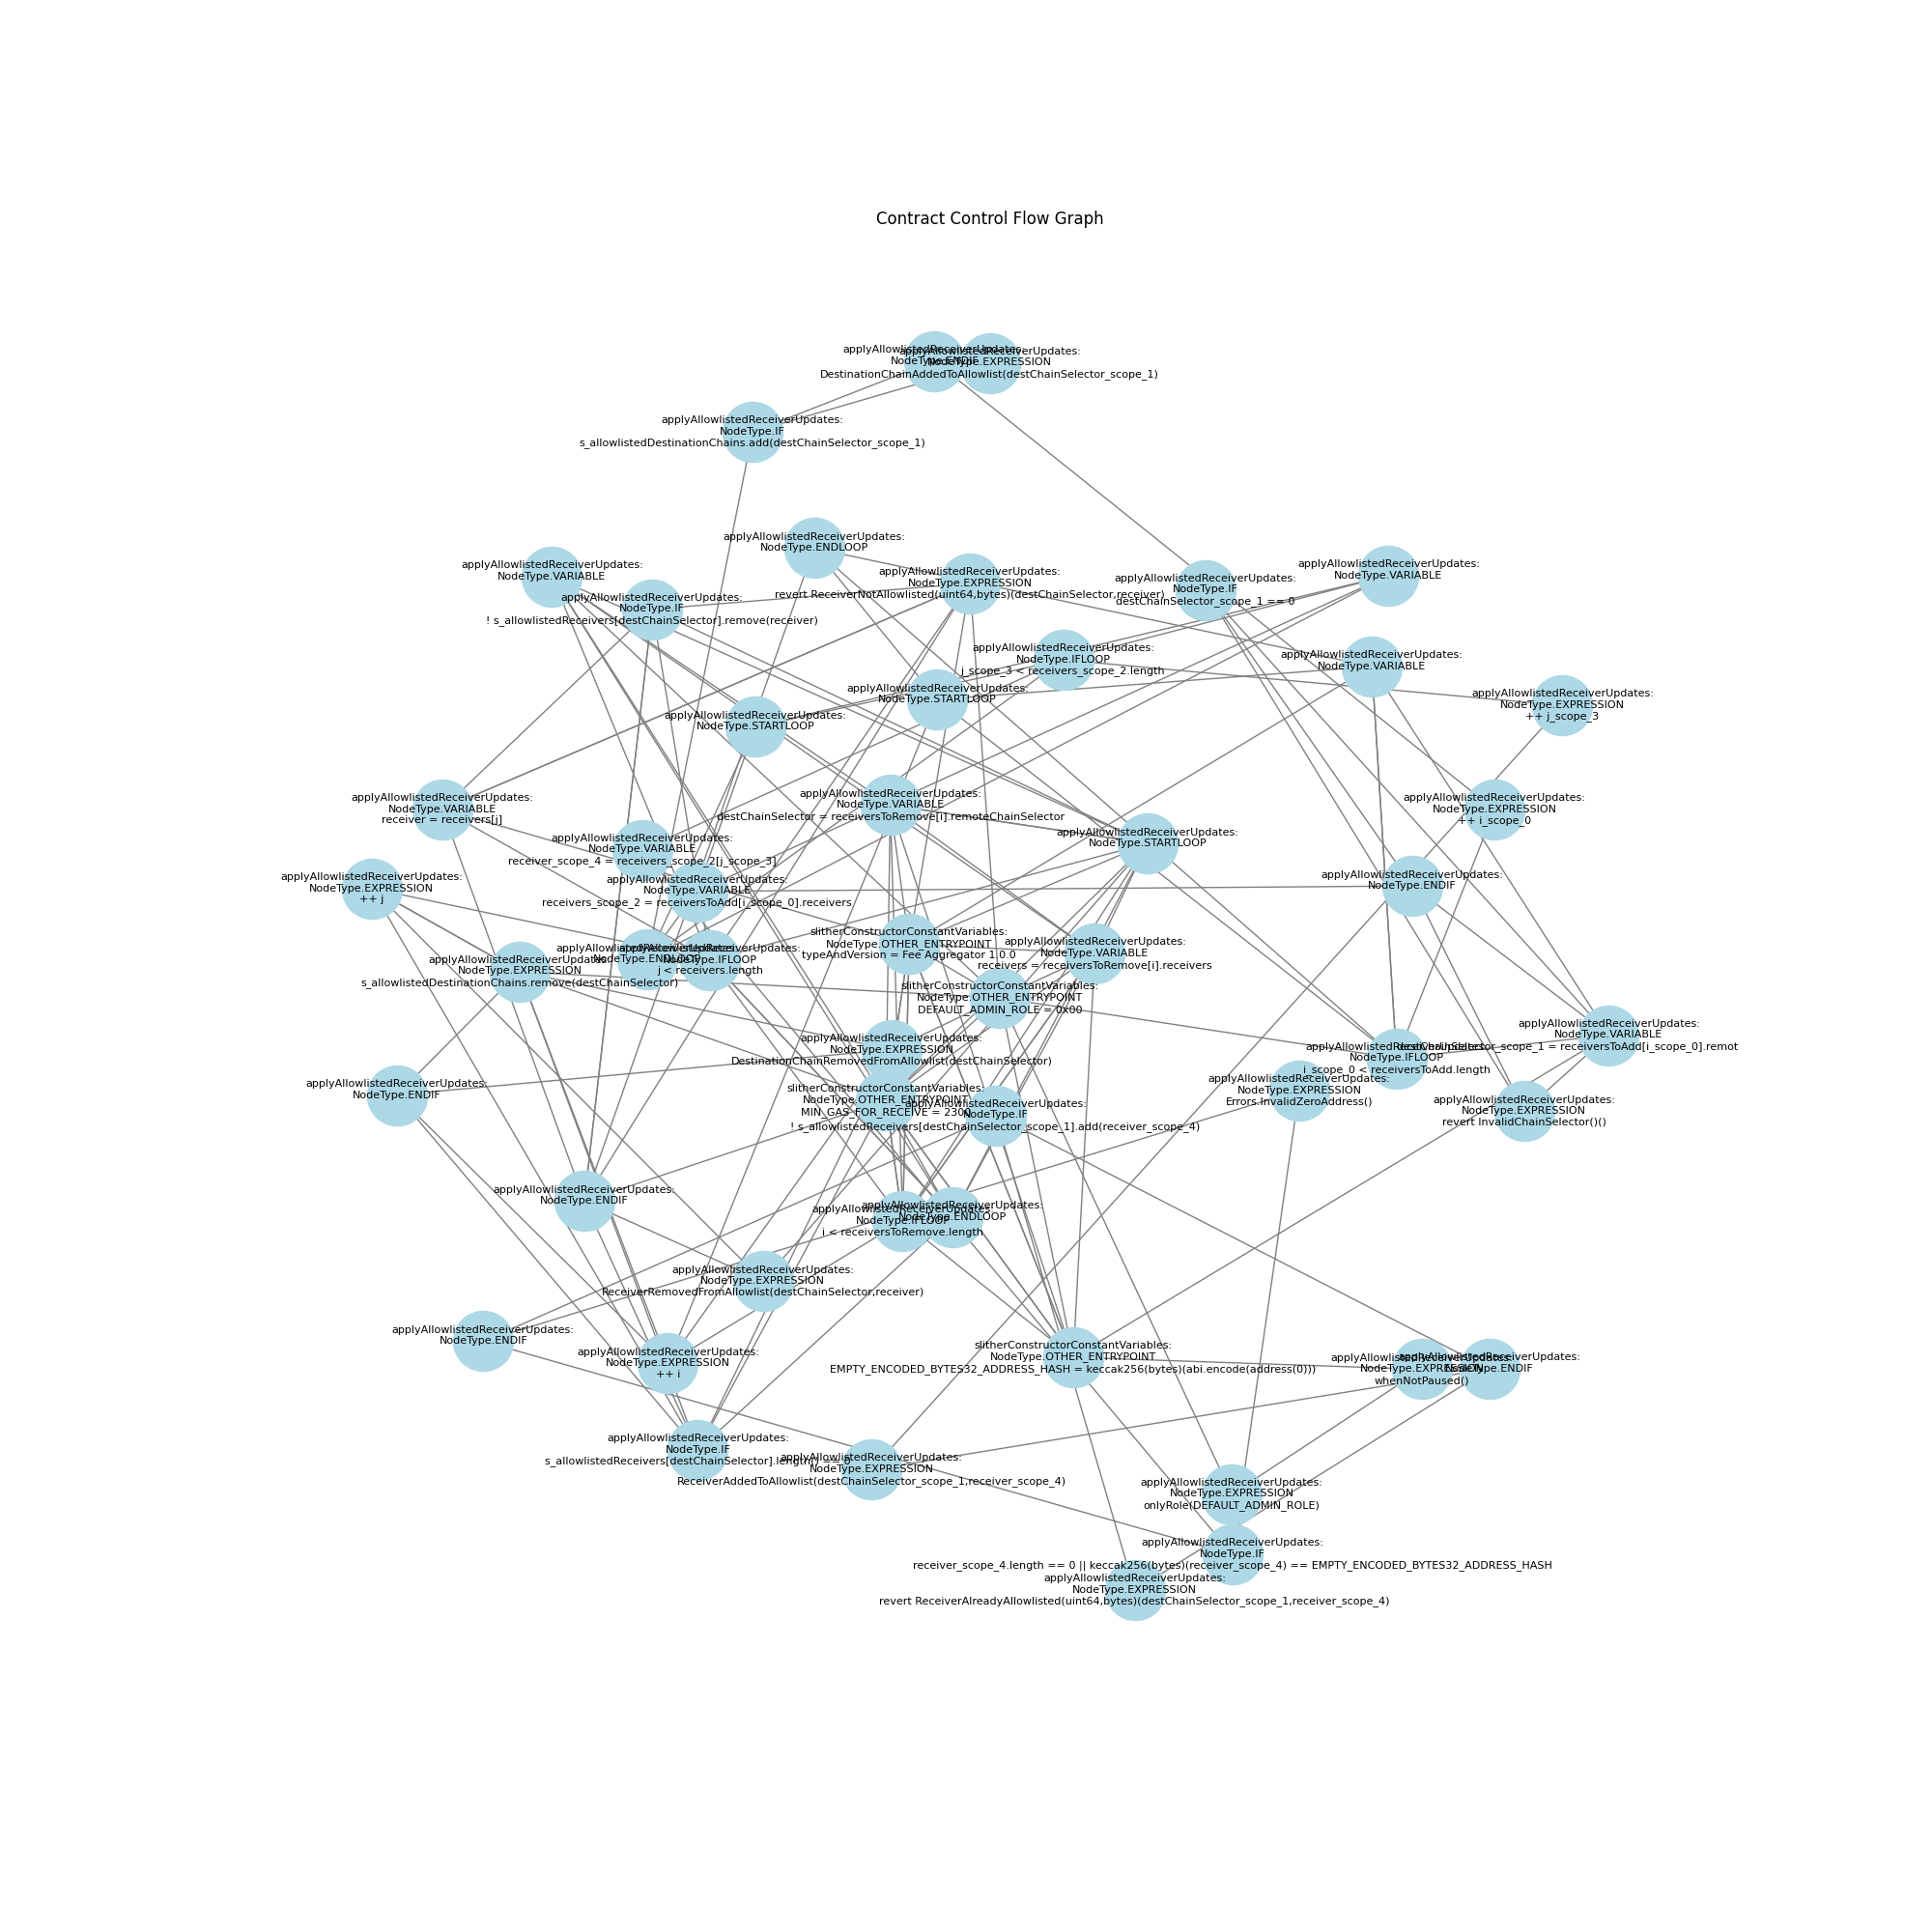 Contract Control Flow Graph
applyAllowlistedReceiverUpdates:
NodeType.ENDIF
applyAllowlistedReceiverUpdates:
NodeType.EXPRESSION
DestinationChainAddedToAllowlist(destChainSelector_scope_1)
applyAllowlistedReceiverUpdates:
NodeType.IF
s_allowlistedDestinationChains.add(destChainSelector_scope_1)
applyAllowlistedReceiverUpdates:
NodeType.ENDLOOP
applyAllowlistedReceiverUpdates:
NodeType.VARIABLE
applyAllowlistedReceiverUpdates:
NodeType.VARIABLE
applyAllowlistedReceiverUpdates:
NodeType.EXPRESSION
revert ReceiverNotAllowlisted(uint64,bytes)(destChainSelector,receiver)
applyAllowlistedReceiverUpdates:
NodeType.IF
destChainSelector_scope_1 == 0
applyAllowlistedReceiverUpdates:
NodeType.IF
! s_allowlistedReceivers[destChainSelector].remove(receiver)
applyAllowlistedReceiverUpdates:
NodeType.IFLOOP
j_scope_3 < receivers_scope_2.length
applyAllowlistedReceiverUpdates:
NodeType.VARIABLE
applyAllowlistedReceiverUpdates:
NodeType.STARTLOOP
applyAllowlistedReceiverUpdates:
NodeType.EXPRESSION
++ j_scope_3
applyAllowlistedReceiverUpdates:
NodeType.STARTLOOP
applyAllowlistedReceiverUpdates:
NodeType.VARIABLE
receiver = receivers[j]
applyAllowlistedReceiverUpdates:
NodeType.VARIABLE
destChainSelector = receiversToRemove[i].remoteChainSelector
applyAllowlistedReceiverUpdates:
NodeType.EXPRESSION
++ i_scope_0
applyAllowlistedReceiverUpdates:
NodeType.STARTLOOP
applyAllowlistedReceiverUpdates:
NodeType.VARIABLE
receiver_scope_4 = receivers_scope_2[j_scope_3]
applyAllowlistedReceiverUpdates:
NodeType.EXPRESSION
++ j
applyAllowlistedReceiverUpdates:
NodeType.VARIABLE
receivers_scope_2 = receiversToAdd[i_scope_0].receivers
applyAllowlistedReceiverUpdates:
NodeType.ENDIF
slitherConstructorConstantVariables:
NodeType.OTHER_ENTRYPOINT
typeAndVersion = Fee Aggregator 1.0.0
applyAllowlistedReceiverUpdates:
NodeType.VARIABLE
receivers = receiversToRemove[i].receivers
applyAllowlistedReceiverUpdates:
NodeType.ENDLOOP
applyAllowlistedReceiverUpdates:
NodeType.IFLOOP
j < receivers.length
applyAllowlistedReceiverUpdates:
NodeType.EXPRESSION
s_allowlistedDestinationChains.remove(destChainSelector)
slitherConstructorConstantVariables:
NodeType.OTHER_ENTRYPOINT
DEFAULT_ADMIN_ROLE = 0x00
applyAllowlistedReceiverUpdates:
NodeType.VARIABLE
destChainSelector_scope_1 = receiversToAdd[i_scope_0].remot
applyAllowlistedReceiverUpdates:
NodeType.IFLOOP
i_scope_0 < receiversToAdd.length
applyAllowlistedReceiverUpdates:
NodeType.EXPRESSION
DestinationChainRemovedFromAllowlist(destChainSelector)
applyAllowlistedReceiverUpdates:
NodeType.EXPRESSION
Errors.InvalidZeroAddress()
applyAllowlistedReceiverUpdates:
NodeType.ENDIF
slitherConstructorConstantVariables:
NodeType.OTHER_ENTRYPOINT
MIN_GAS_FOR_RECEIVE = 2300
applyAllowlistedReceiverUpdates:
NodeType.EXPRESSION
revert InvalidChainSelector()()
applyAllowlistedReceiverUpdates:
NodeType.IF
! s_allowlistedReceivers[destChainSelector_scope_1].add(receiver_scope_4)
applyAllowlistedReceiverUpdates:
NodeType.ENDIF
applyAllowlistedReceiverUpdates:
NodeType.ENDLOOP
applyAllowlistedReceiverUpdates:
NodeType.IFLOOP
i < receiversToRemove.length
applyAllowlistedReceiverUpdates:
NodeType.EXPRESSION
ReceiverRemovedFromAllowlist(destChainSelector,receiver)
applyAllowlistedReceiverUpdates:
NodeType.ENDIF
applyAllowlistedReceiverUpdates:
NodeType.EXPRESSION
++ i
slitherConstructorConstantVariables:
NodeType.OTHER_ENTRYPOINT
EMPTY_ENCODED_BYTES32_ADDRESS_HASH = keccak256(bytes)(abi.encode(address(0)))
applyAllowlistedReceiverUpdates:
NodeType.EXPRESSION
whenNotPaused()
applyAllowlistedReceiverUpdates:
NodeType.ENDIF
applyAllowlistedReceiverUpdates:
NodeType.IF
s_allowlistedReceivers[destChainSelector].length() == 0
applyAllowlistedReceiverUpdates:
NodeType.EXPRESSION
ReceiverAddedToAllowlist(destChainSelector_scope_1,receiver_scope_4)
applyAllowlistedReceiverUpdates:
NodeType.EXPRESSION
onlyRole(DEFAULT_ADMIN_ROLE)
applyAllowlistedReceiverUpdates:
NodeType.IF
receiver_scope_4.length == 0 || keccak256(bytes)(receiver_scope_4) == EMPTY_ENCODED_BYTES32_ADDRESS_HASH
applyAllowlistedReceiverUpdates:
NodeType.EXPRESSION
revert ReceiverAlreadyAllowlisted(uint64,bytes)(destChainSelector_scope_1,receiver_scope_4)